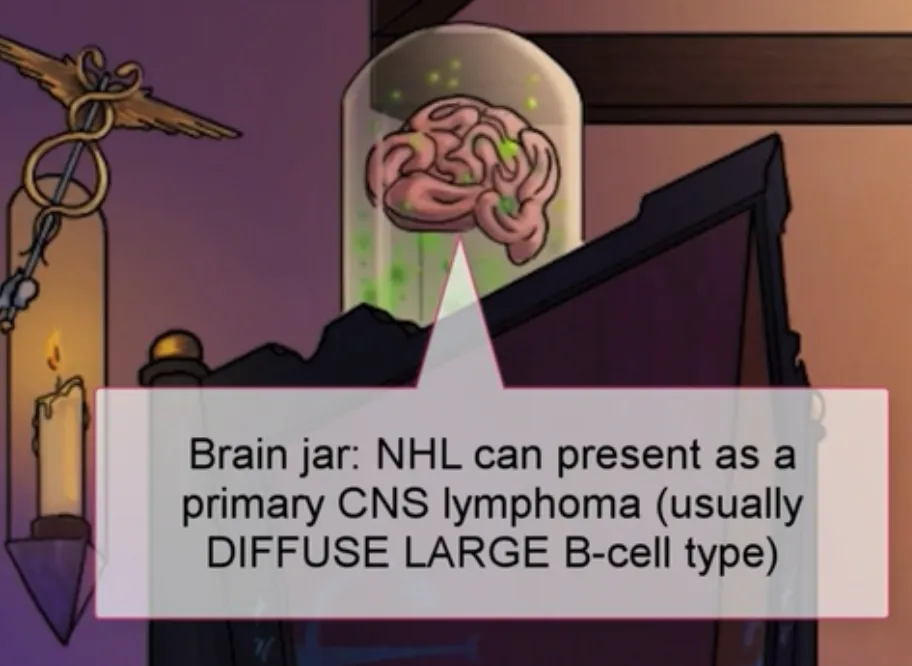 Brain jar: NHL can present as a
primary CNS lymphoma (usually
DIFFUSE LARGE B-cell type)